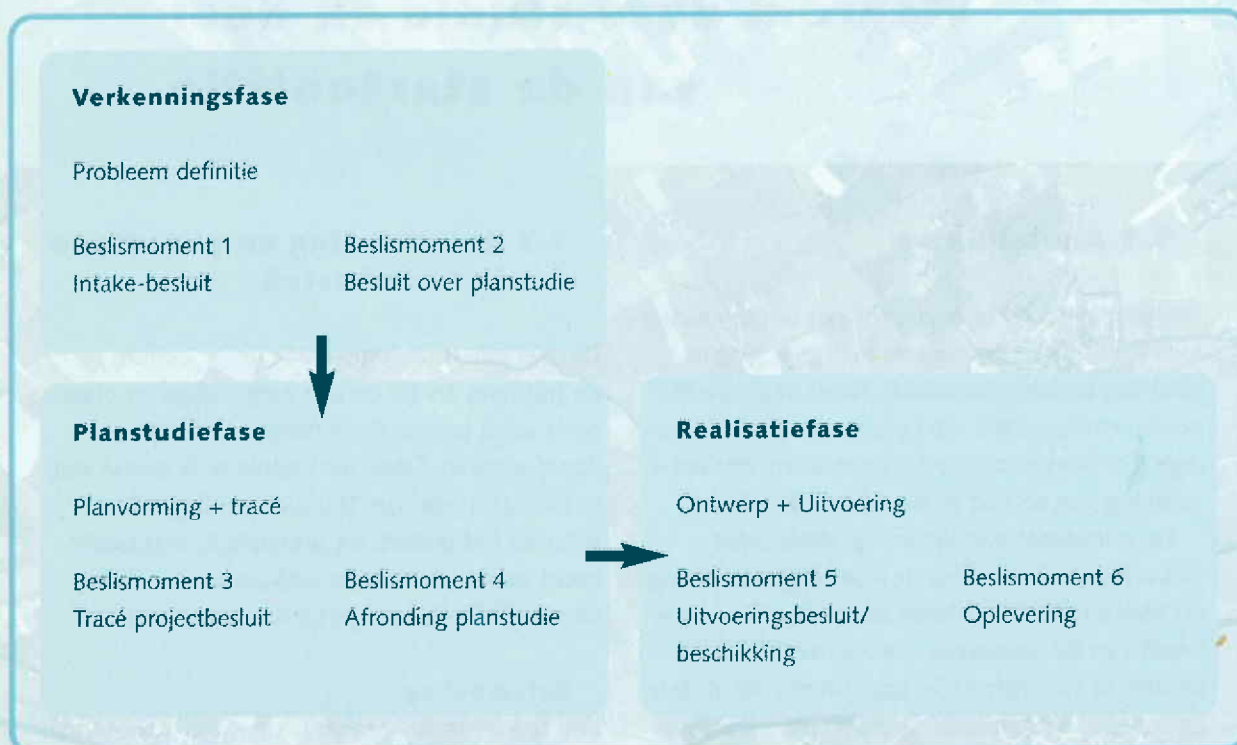 Verkenningsfase
Probleem definitie
Beslismoment 1
Intake-besluit
Beslismoment 2
Besluit over planstudie
Planstudiefase
Planvorming + tracé
Beslismoment 3
Tracé projectbesluit
Beslismoment 4
Afronding planstudie
Realisatiefase
Ontwerp + Uitvoering
Beslismoment 5
Uitvoeringsbesluit/
beschikking
Beslismoment 6
Oplevering